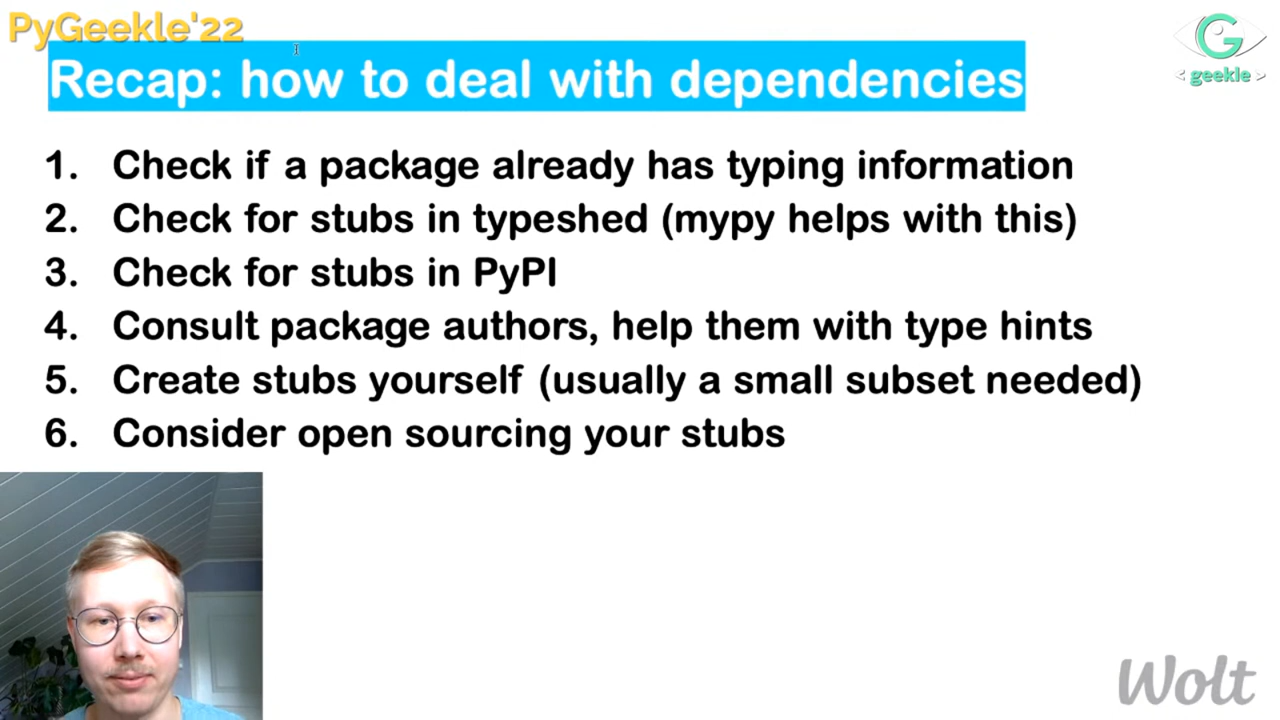 PyGeekle'22
Recap: how to deal with dependencies
G
< geekle >
1. Check if a package already has typing information
2. Check for stubs in typeshed (mypy helps with this)
3. Check for stubs in PyPI
4. Consult package authors, help them with type hints
5. Create stubs yourself (usually a small subset needed)
6. Consider open sourcing your stubs
Wolt